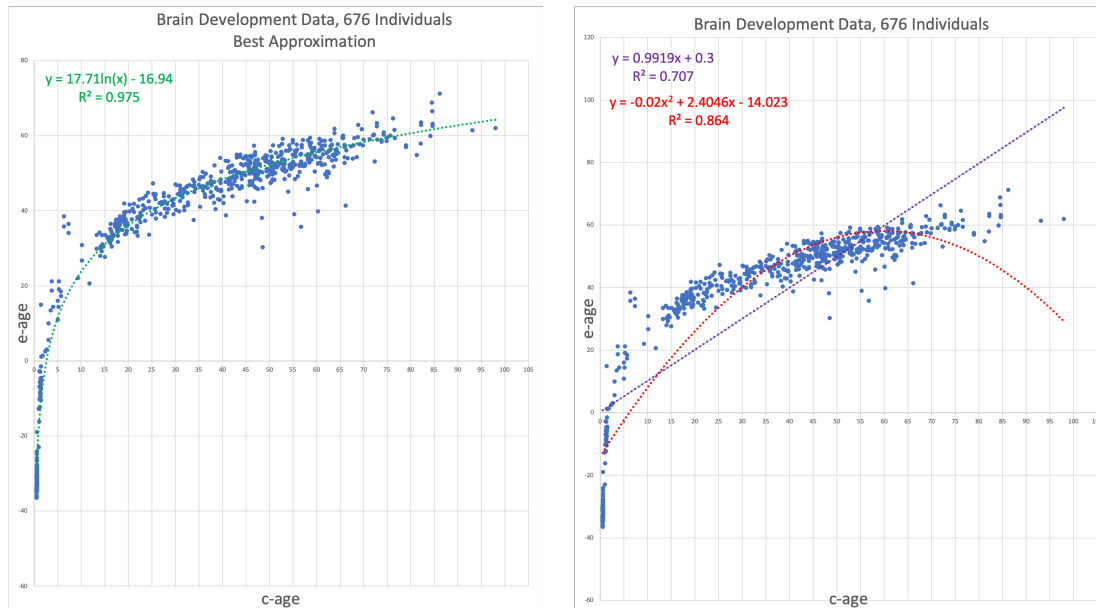 Brain Development Data, 676 Individuals
Best Approximation
80
y = 17.71ln(x) - 16.94
R² = 0.975
60
40
20
e-age
0
0 5 10 15 20 25 30 35 40 45 50 55 60 65 70 75 80 85 90 95 100 105
-20
-40
-60
c-age
Brain Development Data, 676 Individuals
120
y = 0.9919x + 0.3
R² = 0.707
100
y = -0.02x² + 2.4046x - 14.023
R² = 0.864
80
60
40
20
e-age
0
0 5 10 15 20 25 30 35 40 45 50 55 60 65 70 75 80 85 90 95 100
-20
-40
-60
c-age